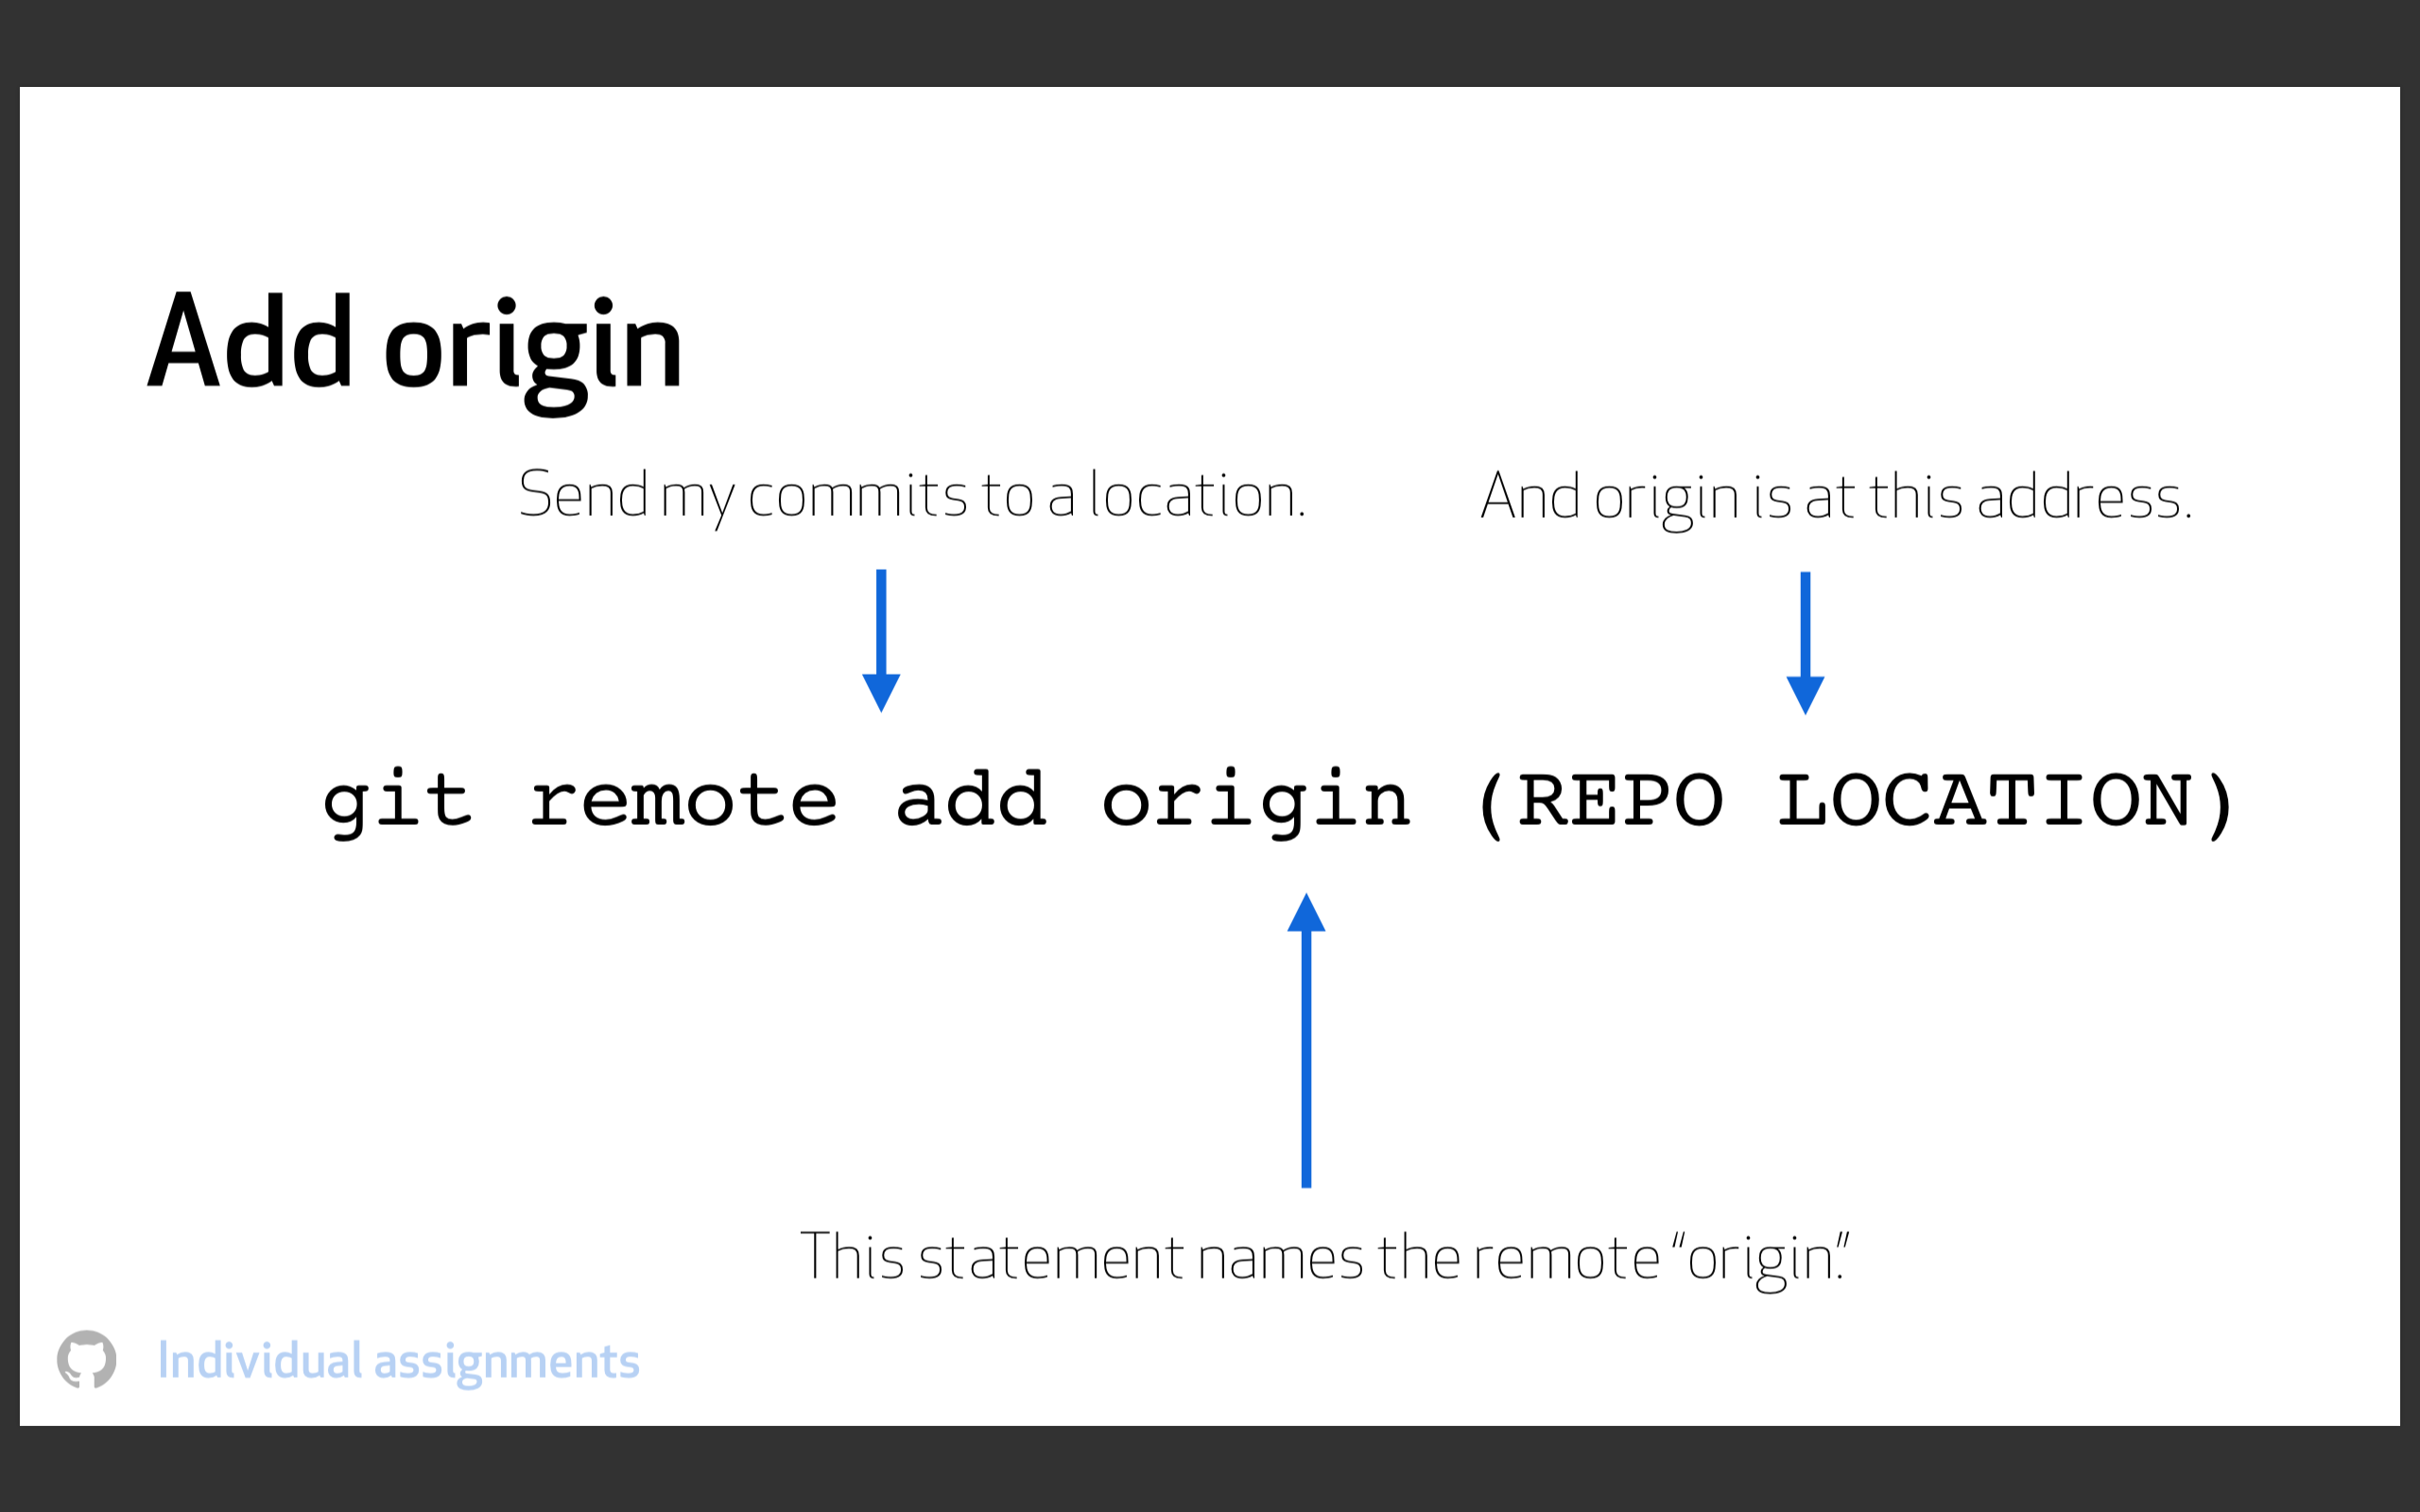 Add origin
Send my commits to a location.
And origin is at this address.
git remote add origin (REPO LOCATION)
This statement names the remote “origin.”
Individual assignments